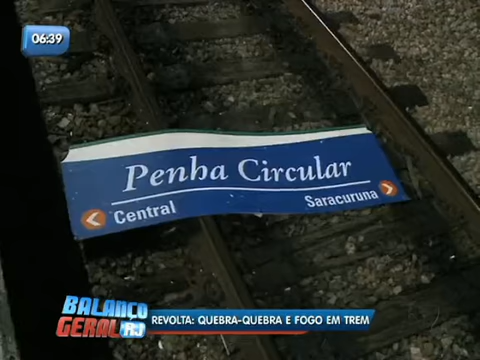 06:39
Penha Circular
Central
Saracuruna
BALANÇO
GERAL RJ
REVOLTA: QUEBRA-QUEBRA E FOGO EM TREM